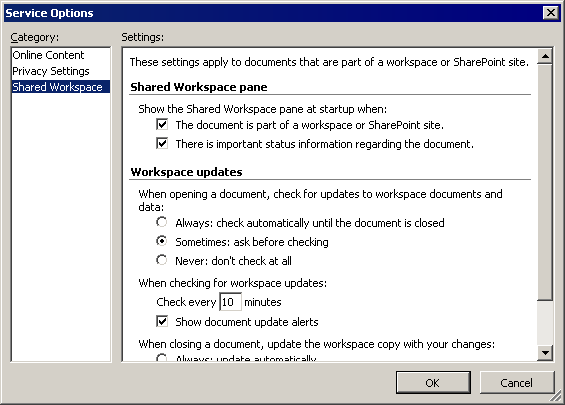 Service Options
Category:
Settings:
Online Content
Privacy Settings
Shared Workspace
These settings apply to documents that are part of a workspace or SharePoint site.
Shared Workspace pane
Show the Shared Workspace pane at startup when:
The document is part of a workspace or SharePoint site.
There is important status information regarding the document.
Workspace updates
When opening a document, check for updates to workspace documents and
data:
Always: check automatically until the document is closed
Sometimes: ask before checking
Never: don't check at all
When checking for workspace updates:
Check every 10 minutes
Show document update alerts
When closing a document, update the workspace copy with your changes:
Always: update automatically
OK
Cancel